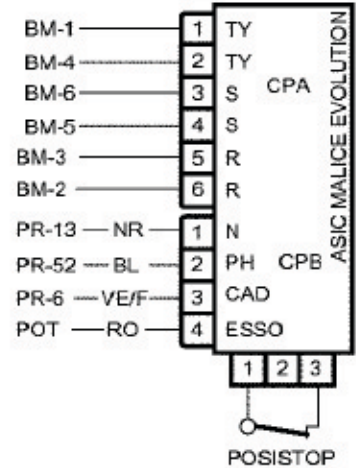 BM-1 1 TY
BM-4 2 TY
BM-6 3 S CPA
BM-5 4 S
BM-3 5 R
BM-2 6 R
PR-13 NR 1 N
PR-52 BL 2 PH CPB
PR-6 VE/F 3 CAD
POT RO 4 ESSO
ASIC MALICE EVOLUTION
1 2 3
POSISTOP